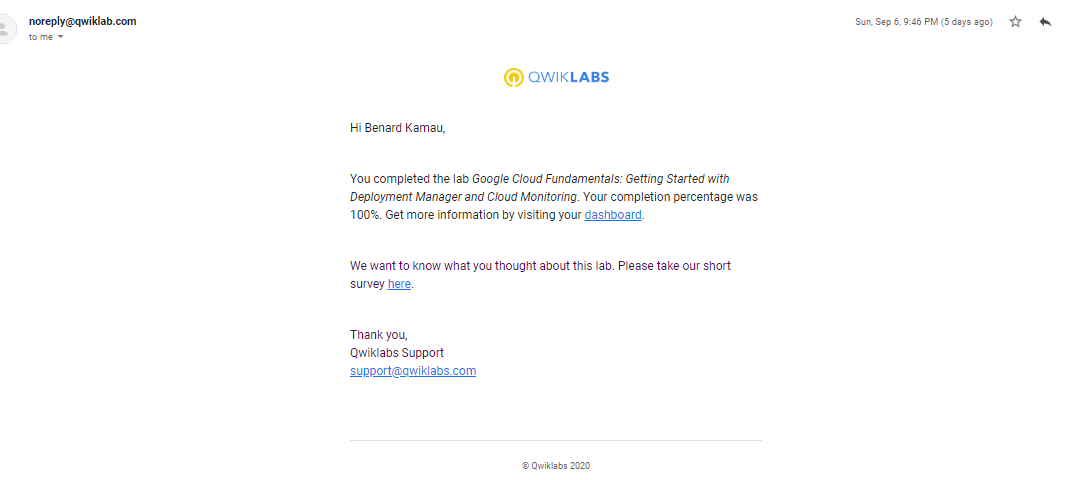 noreply@qwiklab.com
Sun, Sep 6, 9:46 PM (5 days ago)
to me
QWIKLABS
Hi Benard Kamau,
You completed the lab Google Cloud Fundamentals: Getting Started with
Deployment Manager and Cloud Monitoring. Your completion percentage was
100%. Get more information by visiting your dashboard.
We want to know what you thought about this lab. Please take our short
survey here.
Thank you,
Qwiklabs Support
support@qwiklabs.com
© Qwiklabs 2020